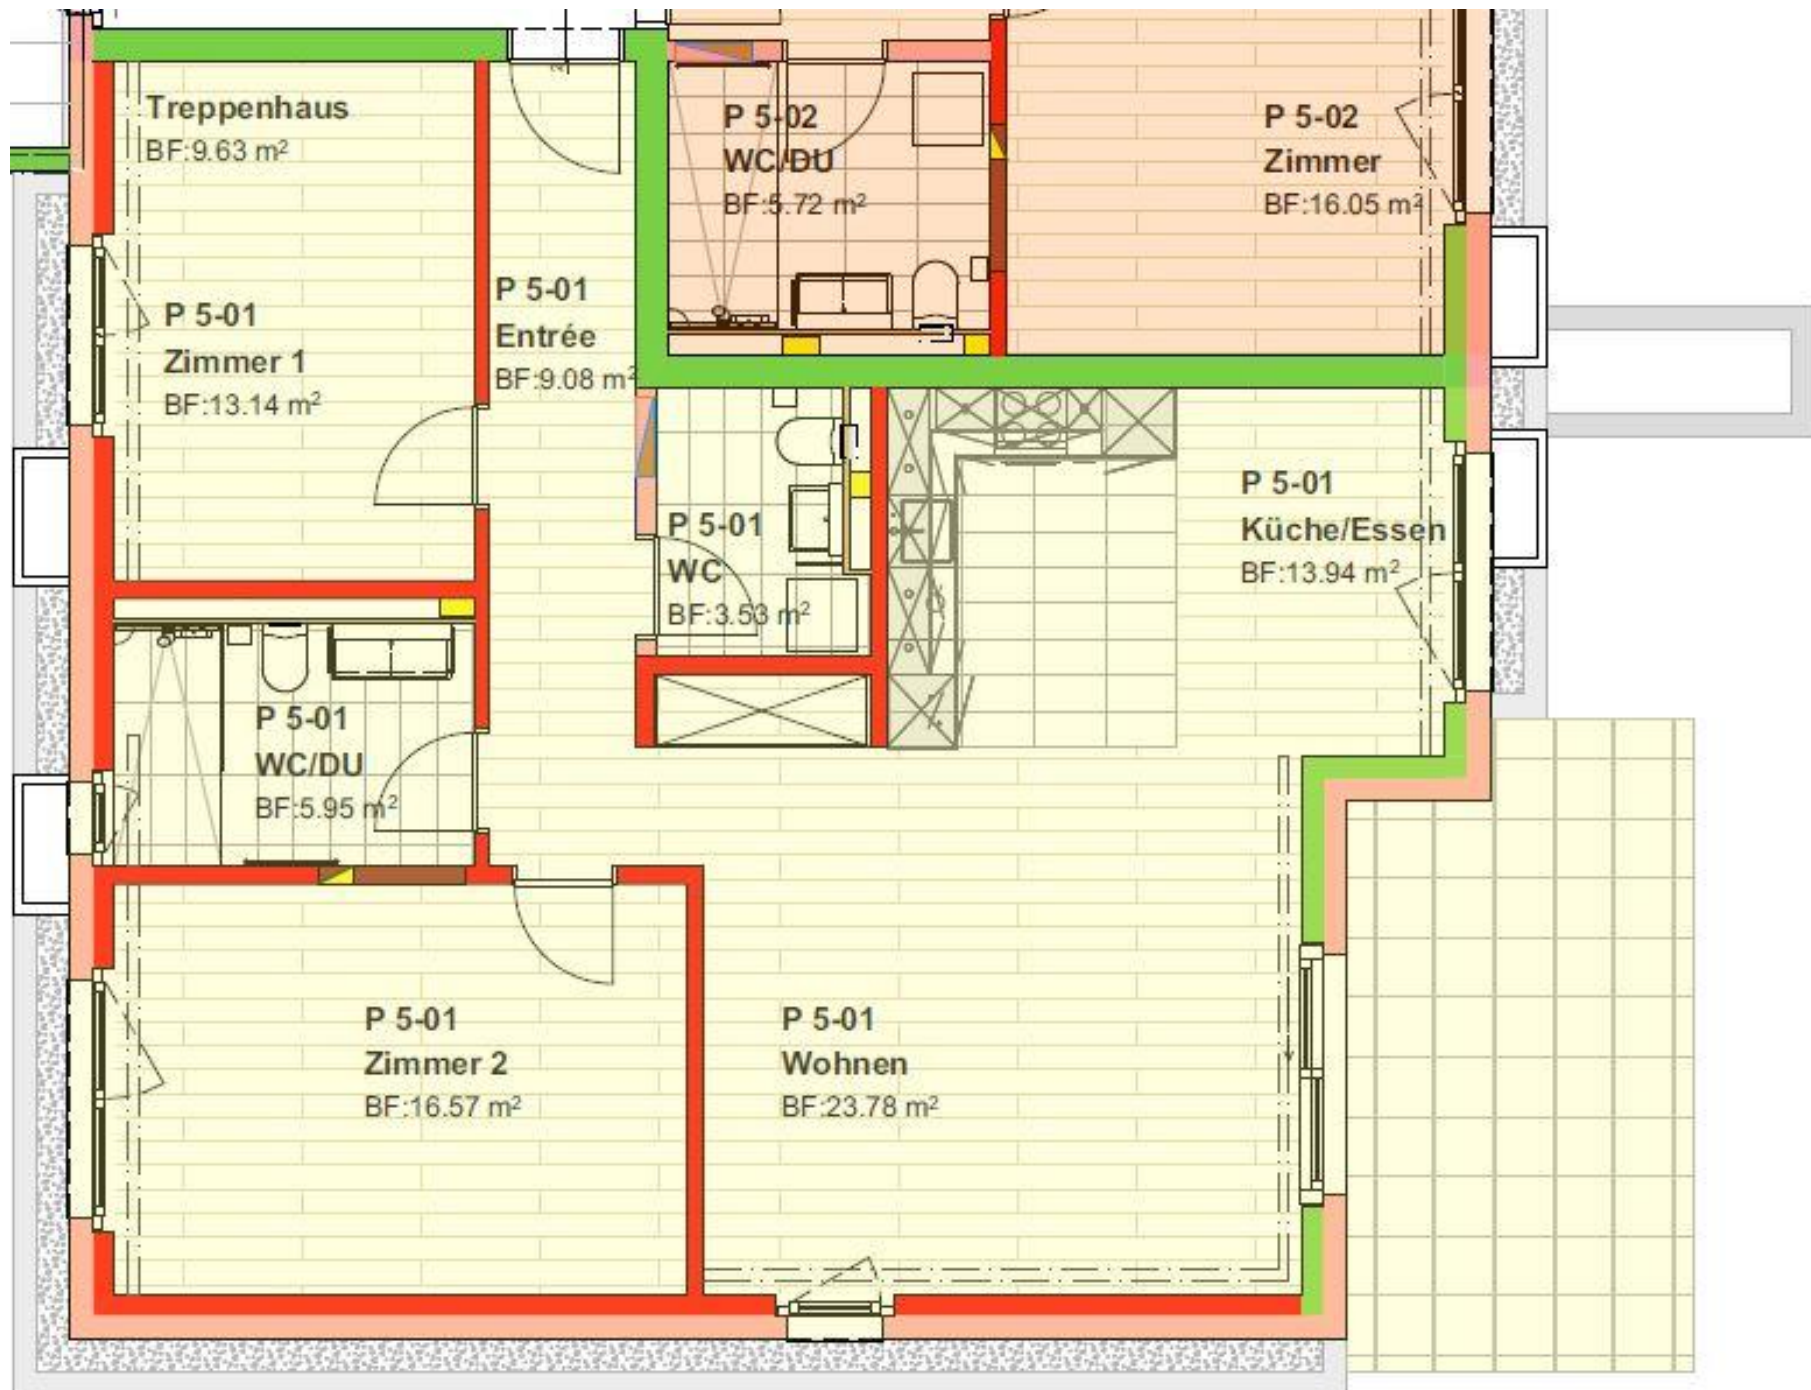 Treppenhaus
BF:9.63 m²
P 5-02
WC/DU
BF:5.72 m²
P 5-02
Zimmer
BF:16.05 m²
P 5-01
Zimmer 1
BF:13.14 m²
P 5-01
Entrée
BF:9.08 m²
P 5-01
WC
BF:3.53 m²
P 5-01
Küche/Essen
BF:13.94 m²
P 5-01
WC/DU
BF:5.95 m²
P 5-01
Zimmer 2
BF:16.57 m²
P 5-01
Wohnen
BF:23.78 m²